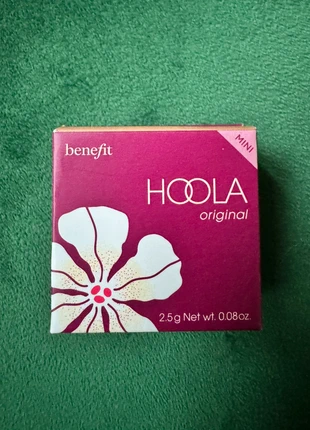 benefit
MINI
HOOLA
original
2.5g Net wt. 0.08oz.